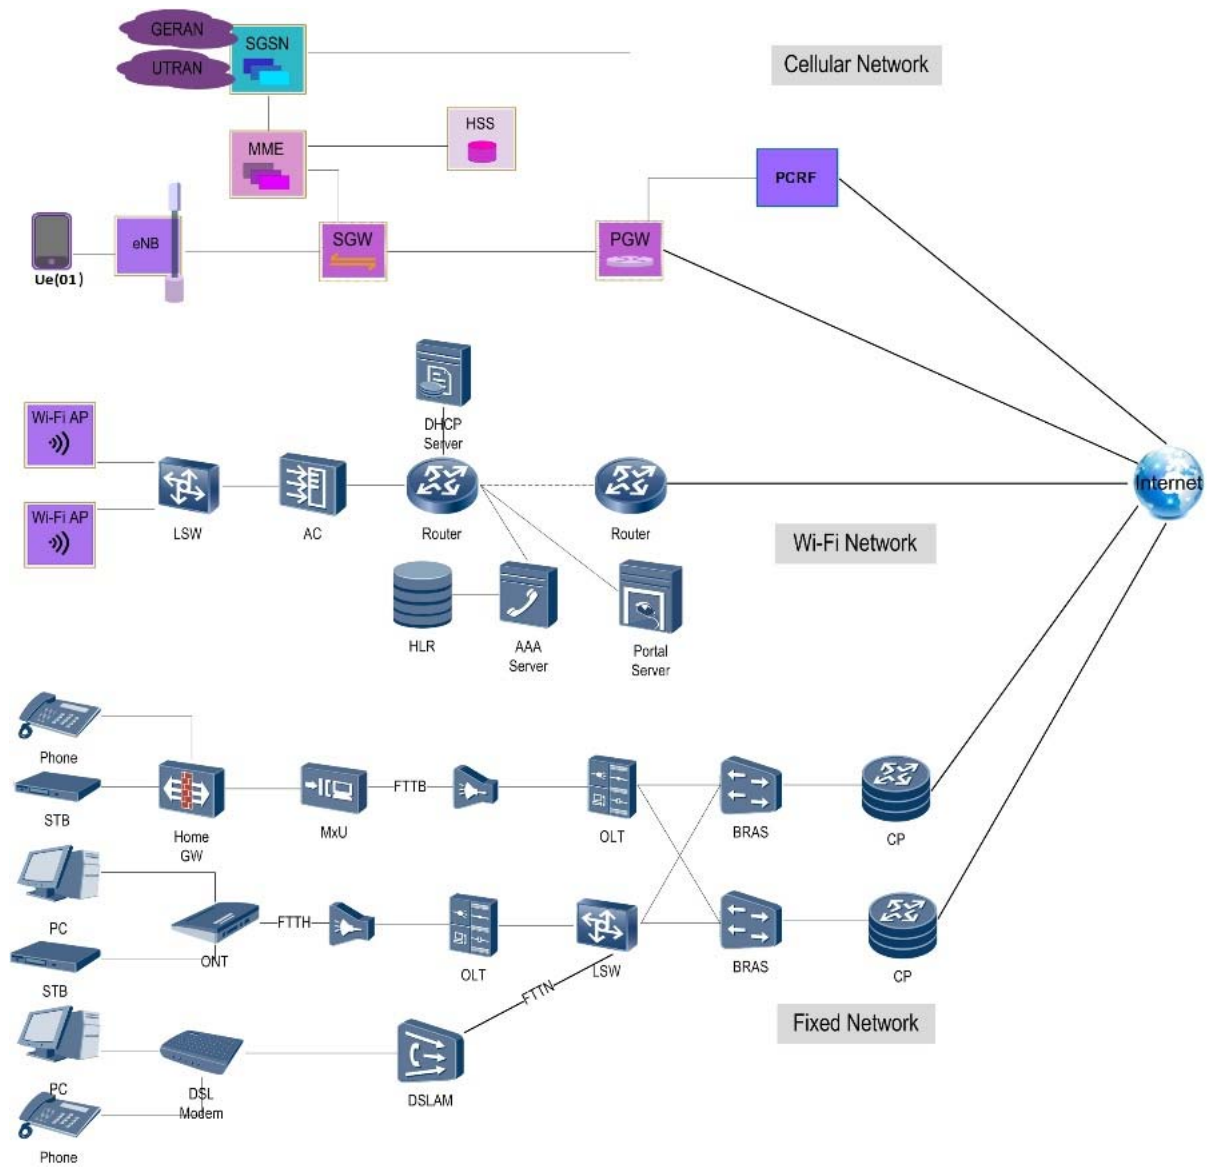 GERAN
SGSN
UTRAN
Cellular Network
HSS
MME
PCRF
eNB
SGW
PGW
Ue(01)
DHCP
Server
Wi-Fi AP
Internet
Wi-Fi AP
LSW
AC
Router
Router
Wi-Fi Network
HLR
AAA
Server
Portal
Server
Phone
STB
Home
GW
MxU
FTTB
OLT
BRAS
CP
PC
ONT
FTTH
OLT
LSW
BRAS
CP
STB
FTTN
Fixed Network
PC
DSL
Modem
DSLAM
Phone